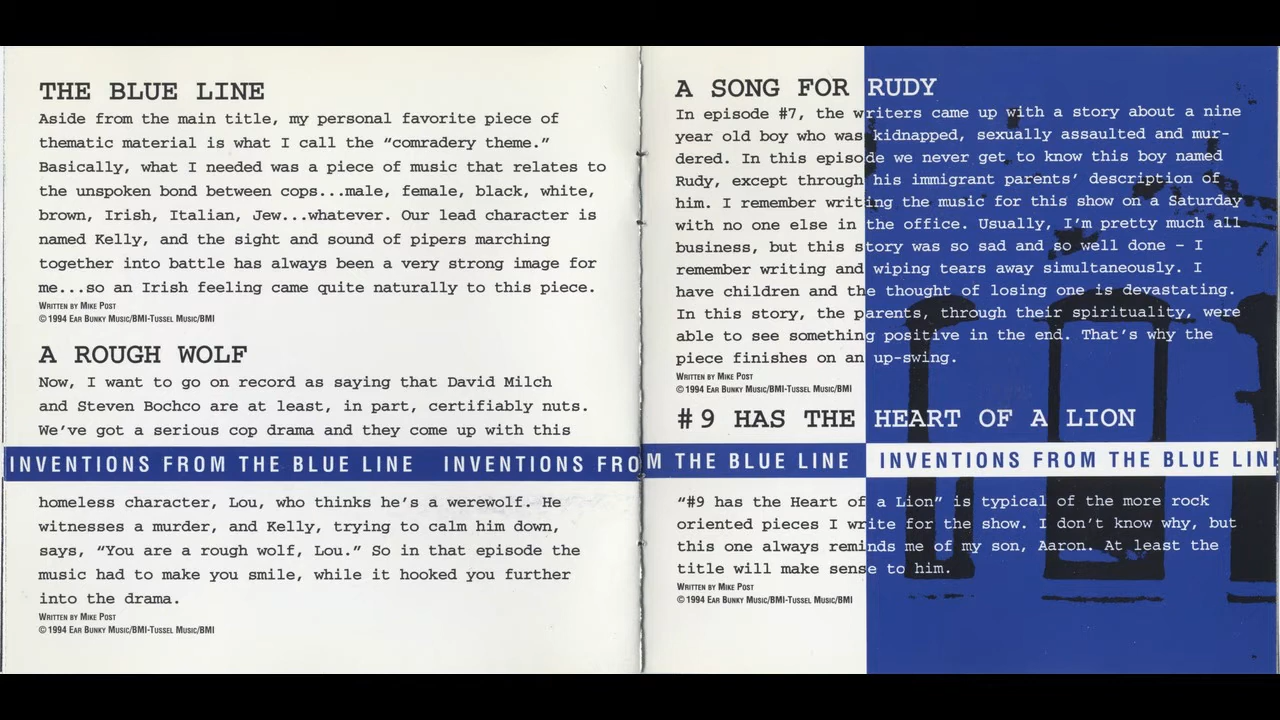 THE BLUE LINE
Aside from the main title, my personal favorite piece of
thematic material is what I call the “comradery theme.”
Basically, what I needed was a piece of music that relates to
the unspoken bond between cops...male, female, black, white,
brown, Irish, Italian, Jew...whatever. Our lead character is
named Kelly, and the sight and sound of pipers marching
together into battle has always been a very strong image for
me...so an Irish feeling came quite naturally to this piece.
WRITTEN BY MIKE POST
© 1994 EAR BUNKY MUSIC/BMI-TUSSEL MUSIC/BMI
A ROUGH WOLF
Now, I want to go on record as saying that David Milch
and Steven Bochco are at least, in part, certifiably nuts.
We’ve got a serious cop drama and they come up with this
INVENTIONS FROM THE BLUE LINE INVENTIONS FRO
homeless character, Lou, who thinks he’s a werewolf. He
witnesses a murder, and Kelly, trying to calm him down,
says, “You are a rough wolf, Lou.” So in that episode the
music had to make you smile, while it hooked you further
into the drama.
WRITTEN BY MIKE POST
© 1994 EAR BUNKY MUSIC/BMI-TUSSEL MUSIC/BMI
A SONG FOR RUDY
In episode #7, the writers came up with a story about a nine
year old boy who was kidnapped, sexually assaulted and mur-
dered. In this episode we never get to know this boy named
Rudy, except through his immigrant parents’ description of
him. I remember writing the music for this show on a Saturday
with no one else in the office. Usually, I’m pretty much all
business, but this story was so sad and so well done – I
remember writing and wiping tears away simultaneously. I
have children and the thought of losing one is devastating.
In this story, the parents, through their spirituality, were
able to see something positive in the end. That’s why the
piece finishes on an up-swing.
WRITTEN BY MIKE POST
© 1994 EAR BUNKY MUSIC/BMI-TUSSEL MUSIC/BMI
#9 HAS THE HEART OF A LION
M THE BLUE LINE INVENTIONS FROM THE BLUE LINE
“#9 has the Heart of a Lion” is typical of the more rock
oriented pieces I write for the show. I don’t know why, but
this one always reminds me of my son, Aaron. At least the
title will make sense to him.
WRITTEN BY MIKE POST
© 1994 EAR BUNKY MUSIC/BMI-TUSSEL MUSIC/BMI